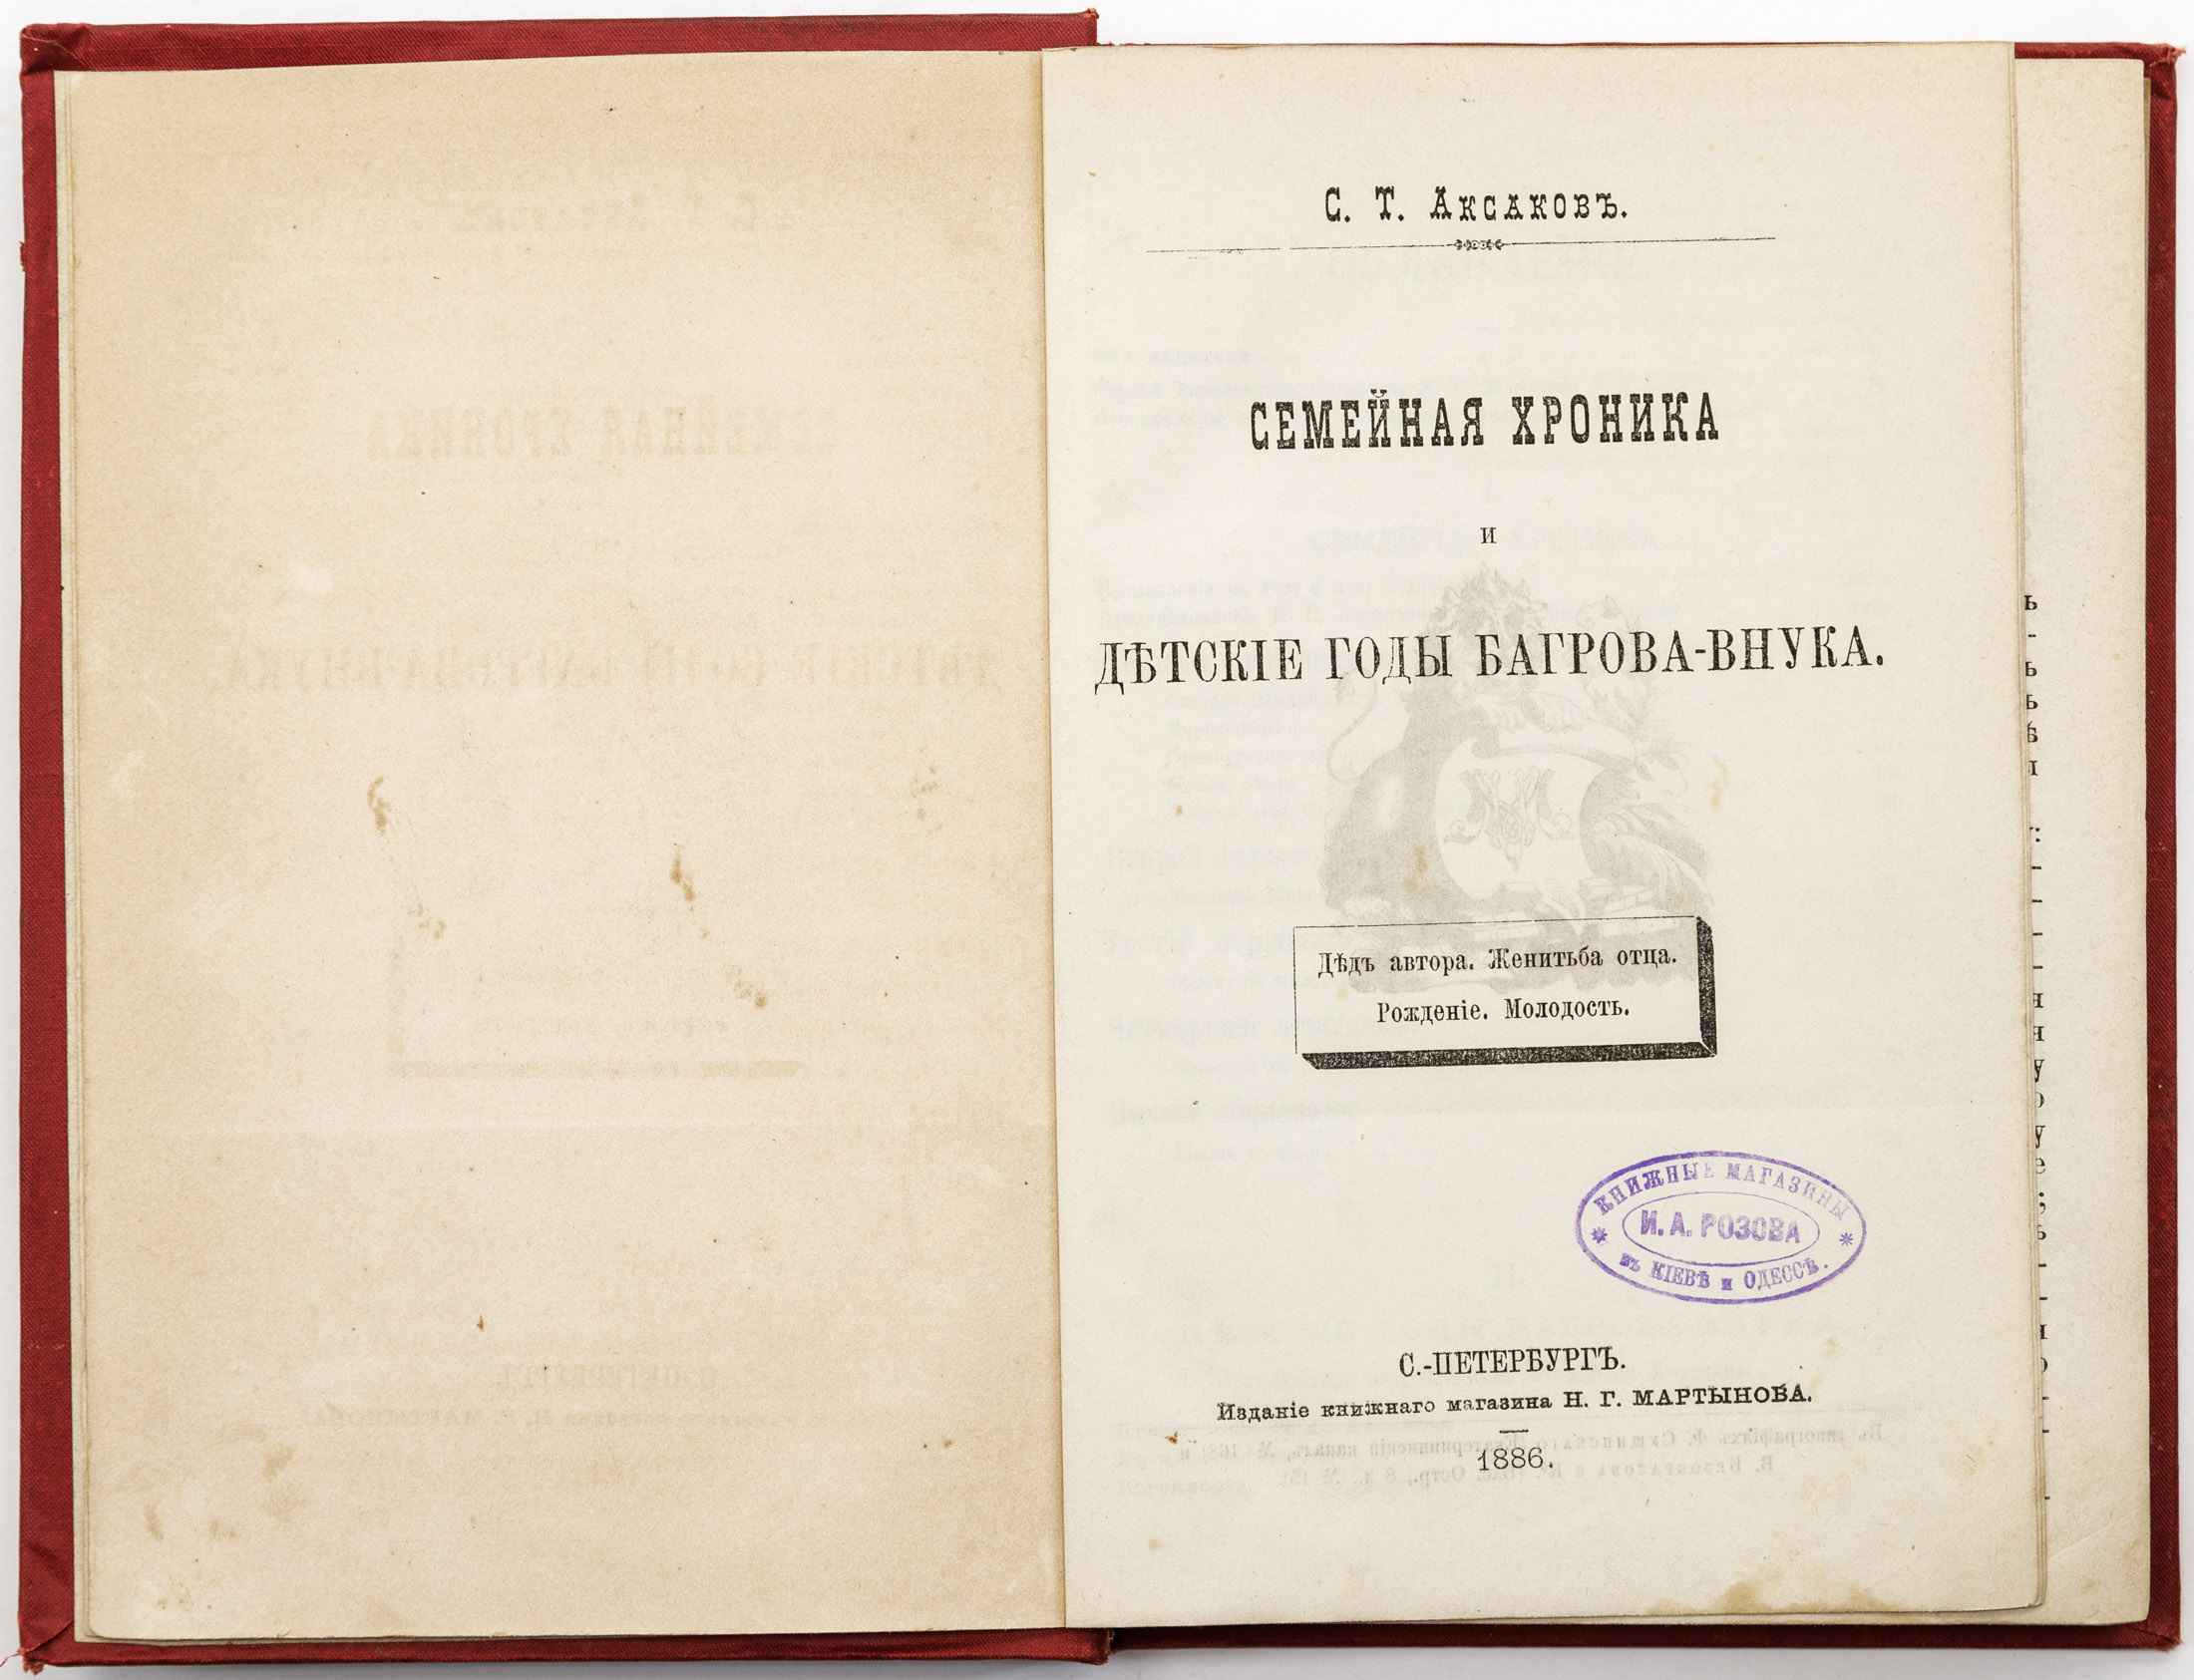 С. Т. Аксаковъ.
СЕМЕЙНАЯ ХРОНИКА
и
ДѢТСКІЕ ГОДЫ БАГРОВА-ВНУКА.
Дѣдъ автора. Женитьба отца.
Рожденіе. Молодость.
КНИЖНЫЕ МАГАЗИНЫ
И. А. РОЗОВА
въ КІЕВѢ и ОДЕССѢ.
С.-ПЕТЕРБУРГЪ.
Изданіе книжнаго магазина Н. Г. МАРТЫНОВА.
1886.